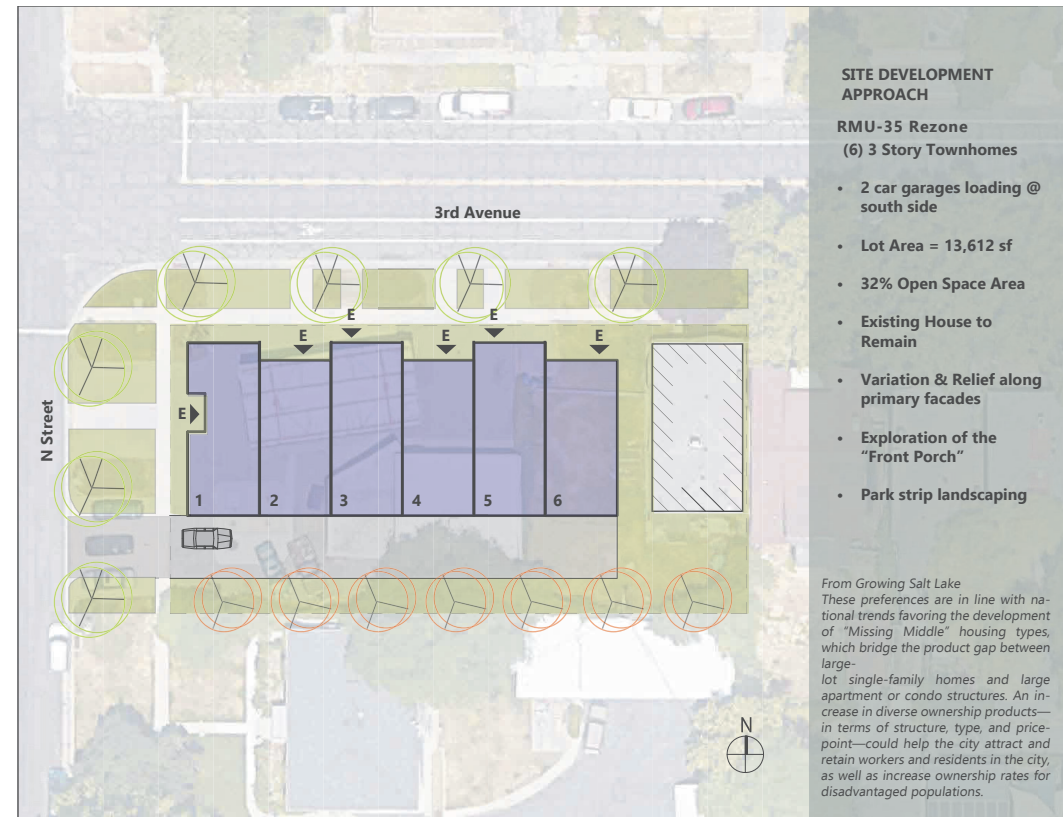 3rd Avenue
N Street
E
E
E
E
E
E
1
2
3
4
5
6
N
SITE DEVELOPMENT
APPROACH
RMU-35 Rezone
(6) 3 Story Townhomes
• 2 car garages loading @
south side
• Lot Area = 13,612 sf
• 32% Open Space Area
• Existing House to
Remain
• Variation & Relief along
primary facades
• Exploration of the
“Front Porch”
• Park strip landscaping
From Growing Salt Lake
These preferences are in line with na-
tional trends favoring the development
of “Missing Middle” housing types,
which bridge the product gap between
large-
lot single-family homes and large
apartment or condo structures. An in-
crease in diverse ownership products—
in terms of structure, type, and price-
point—could help the city attract and
retain workers and residents in the city,
as well as increase ownership rates for
disadvantaged populations.